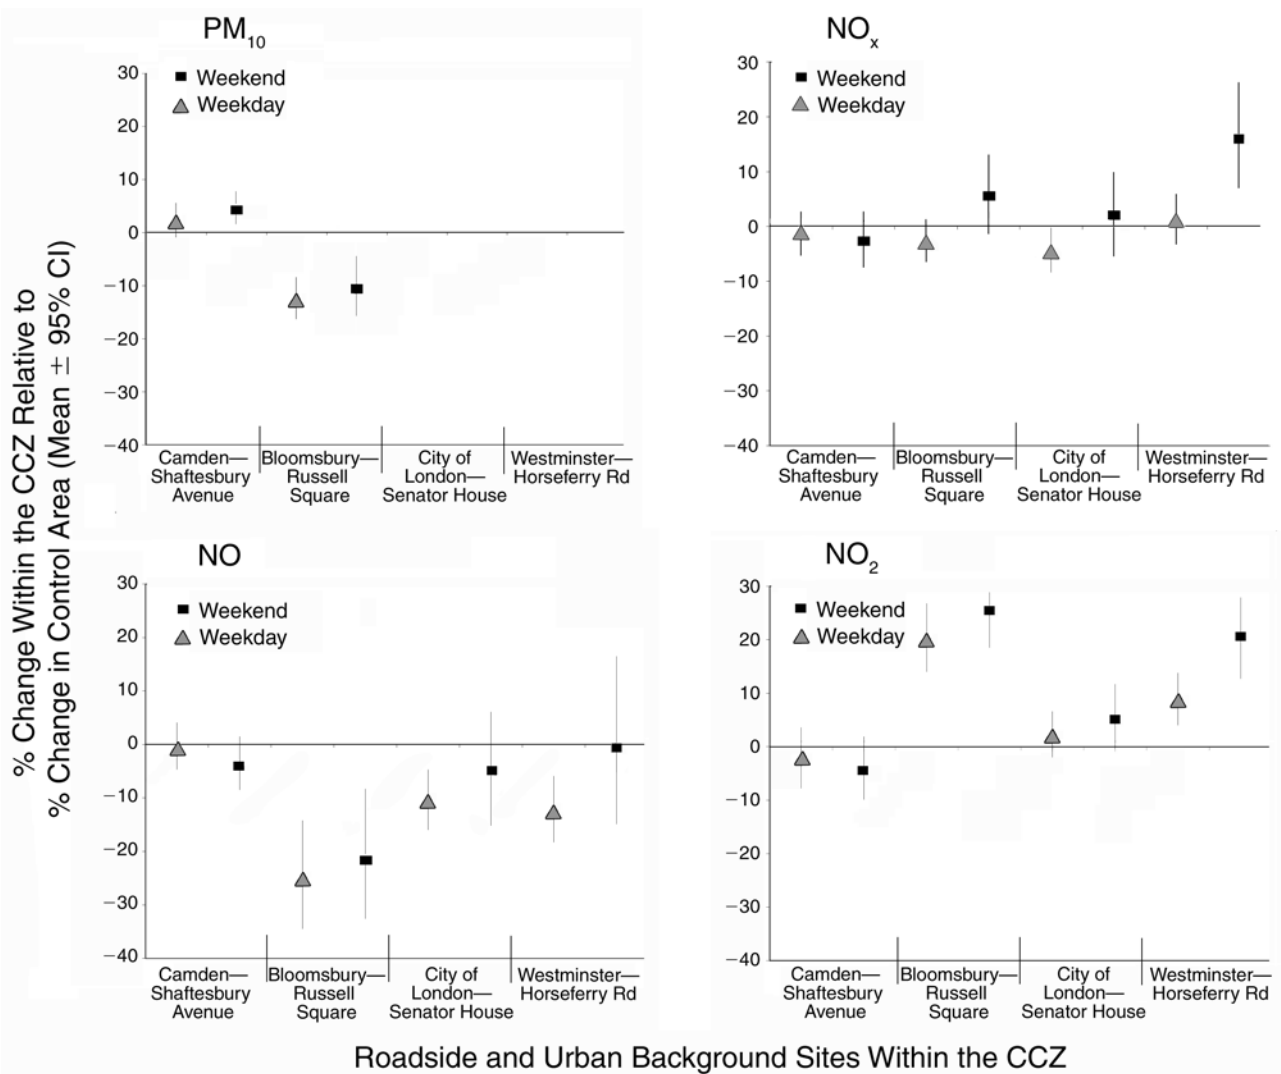 % Change Within the CCZ Relative to
% Change in Control Area (Mean ± 95% CI)
PM10
30
20
10
0
−10
−20
−30
−40
Weekend
Weekday
Camden—
Shaftesbury
Avenue
Bloomsbury—
Russell
Square
City of
London—
Senator House
Westminster—
Horseferry Rd
NOx
30
20
10
0
−10
−20
−30
−40
Weekend
Weekday
Camden—
Shaftesbury
Avenue
Bloomsbury—
Russell
Square
City of
London—
Senator House
Westminster—
Horseferry Rd
NO
30
20
10
0
−10
−20
−30
−40
Weekend
Weekday
Camden—
Shaftesbury
Avenue
Bloomsbury—
Russell
Square
City of
London—
Senator House
Westminster—
Horseferry Rd
NO2
30
20
10
0
−10
−20
−30
−40
Weekend
Weekday
Camden—
Shaftesbury
Avenue
Bloomsbury—
Russell
Square
City of
London—
Senator House
Westminster—
Horseferry Rd
Roadside and Urban Background Sites Within the CCZ